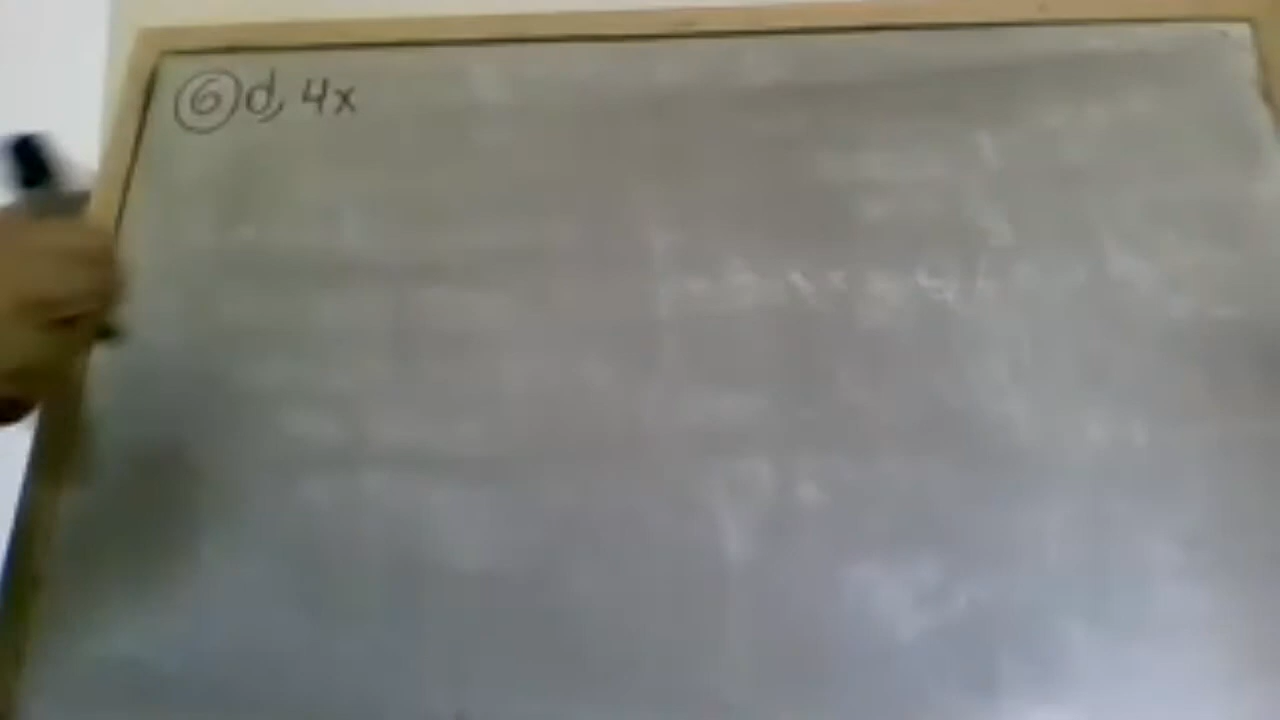 ⑥ d, 4x